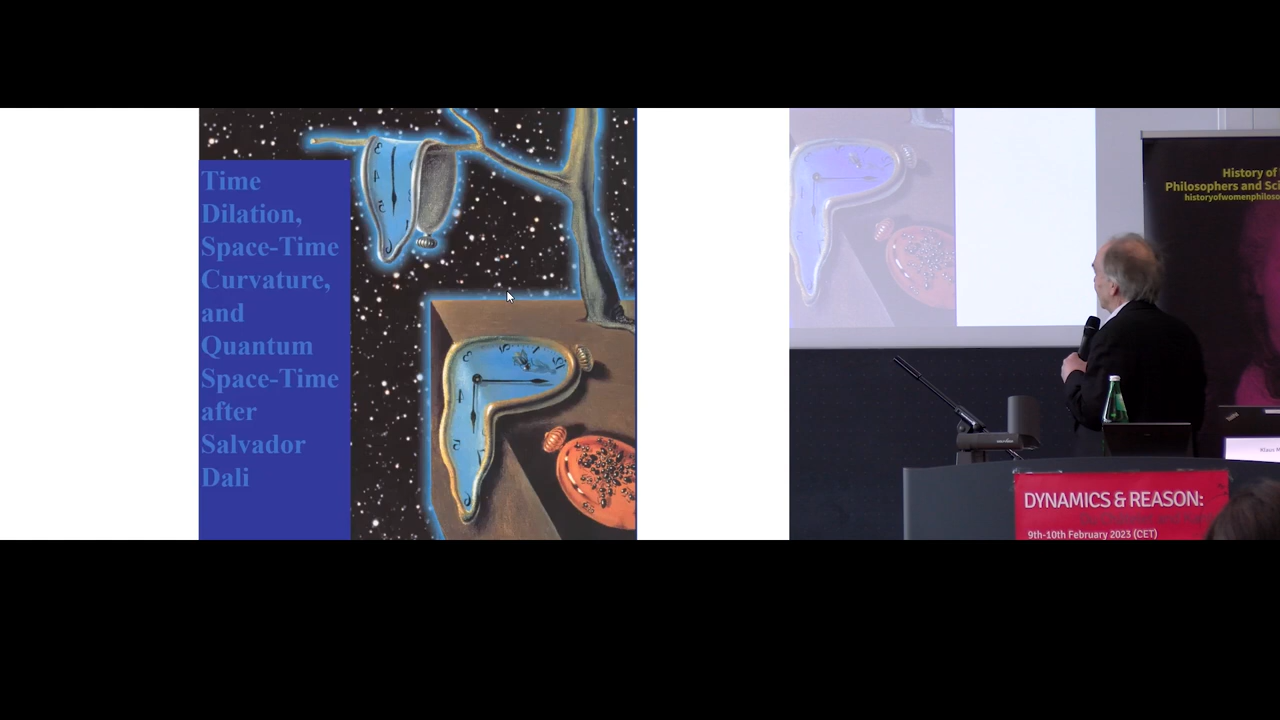 Time
Dilation,
Space-Time
Curvature,
and
Quantum
Space-Time
after
Salvador
Dali
History of
Philosophers and Sci
historyofwomenphiloso
Klaus M
DYNAMICS & REASON:
9th-10th February 2023 (CET)